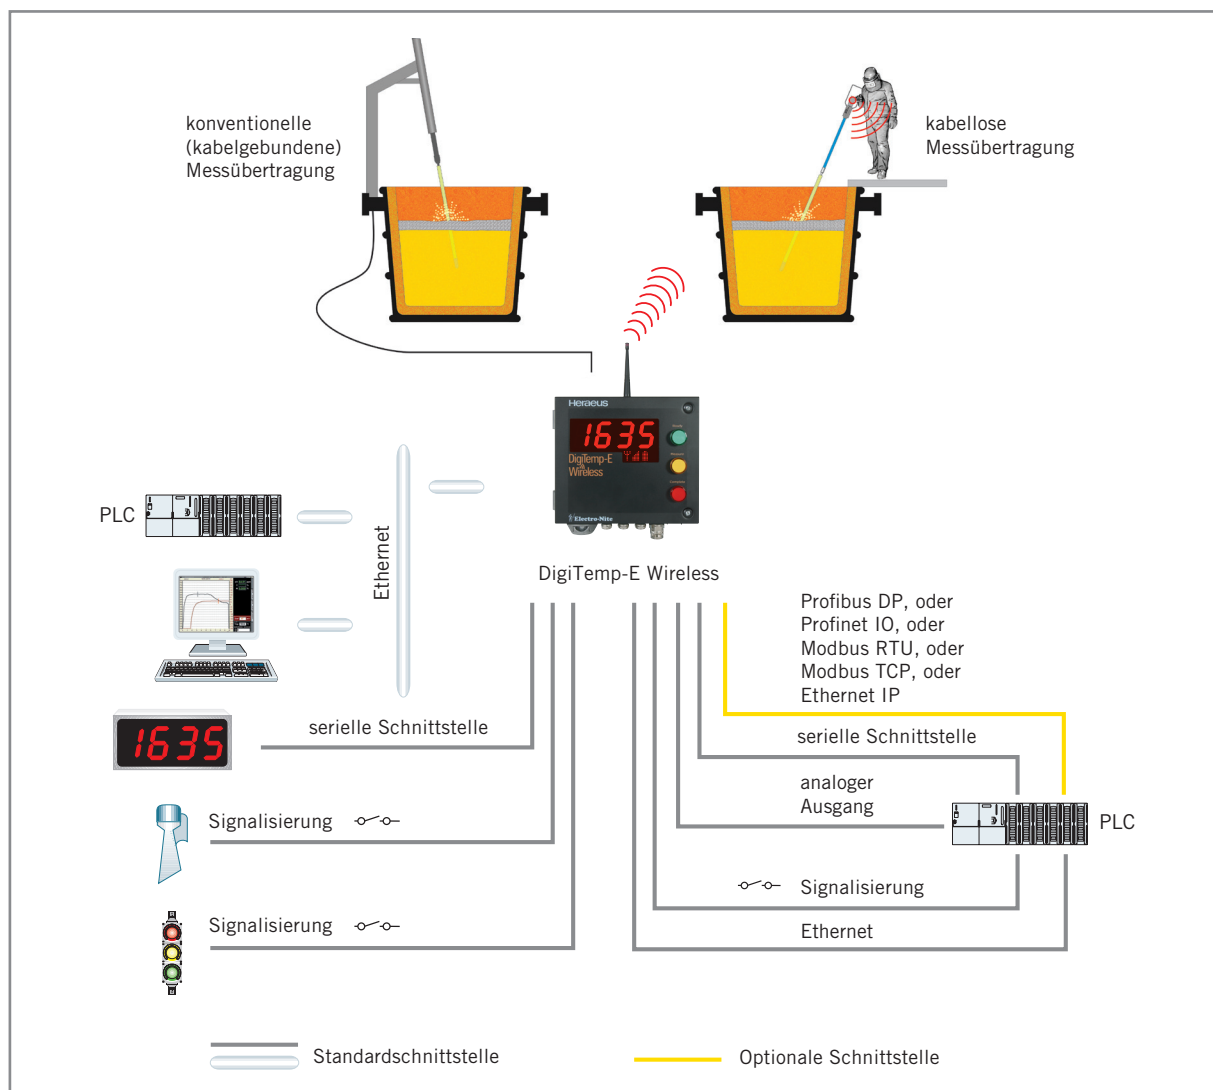 konventionelle
(kabelgebundene)
Messübertragung
kabellose
Messübertragung
Heraeus
1635
DigiTemp-E
Wireless
Complete
Electro-Nite
PLC
Ethernet
DigiTemp-E Wireless
Profibus DP, oder
Profinet IO, oder
Modbus RTU, oder
Modbus TCP, oder
Ethernet IP
1635
serielle Schnittstelle
serielle Schnittstelle
analoger
Ausgang
PLC
Signalisierung
Signalisierung
Signalisierung
Ethernet
Standardschnittstelle
Optionale Schnittstelle